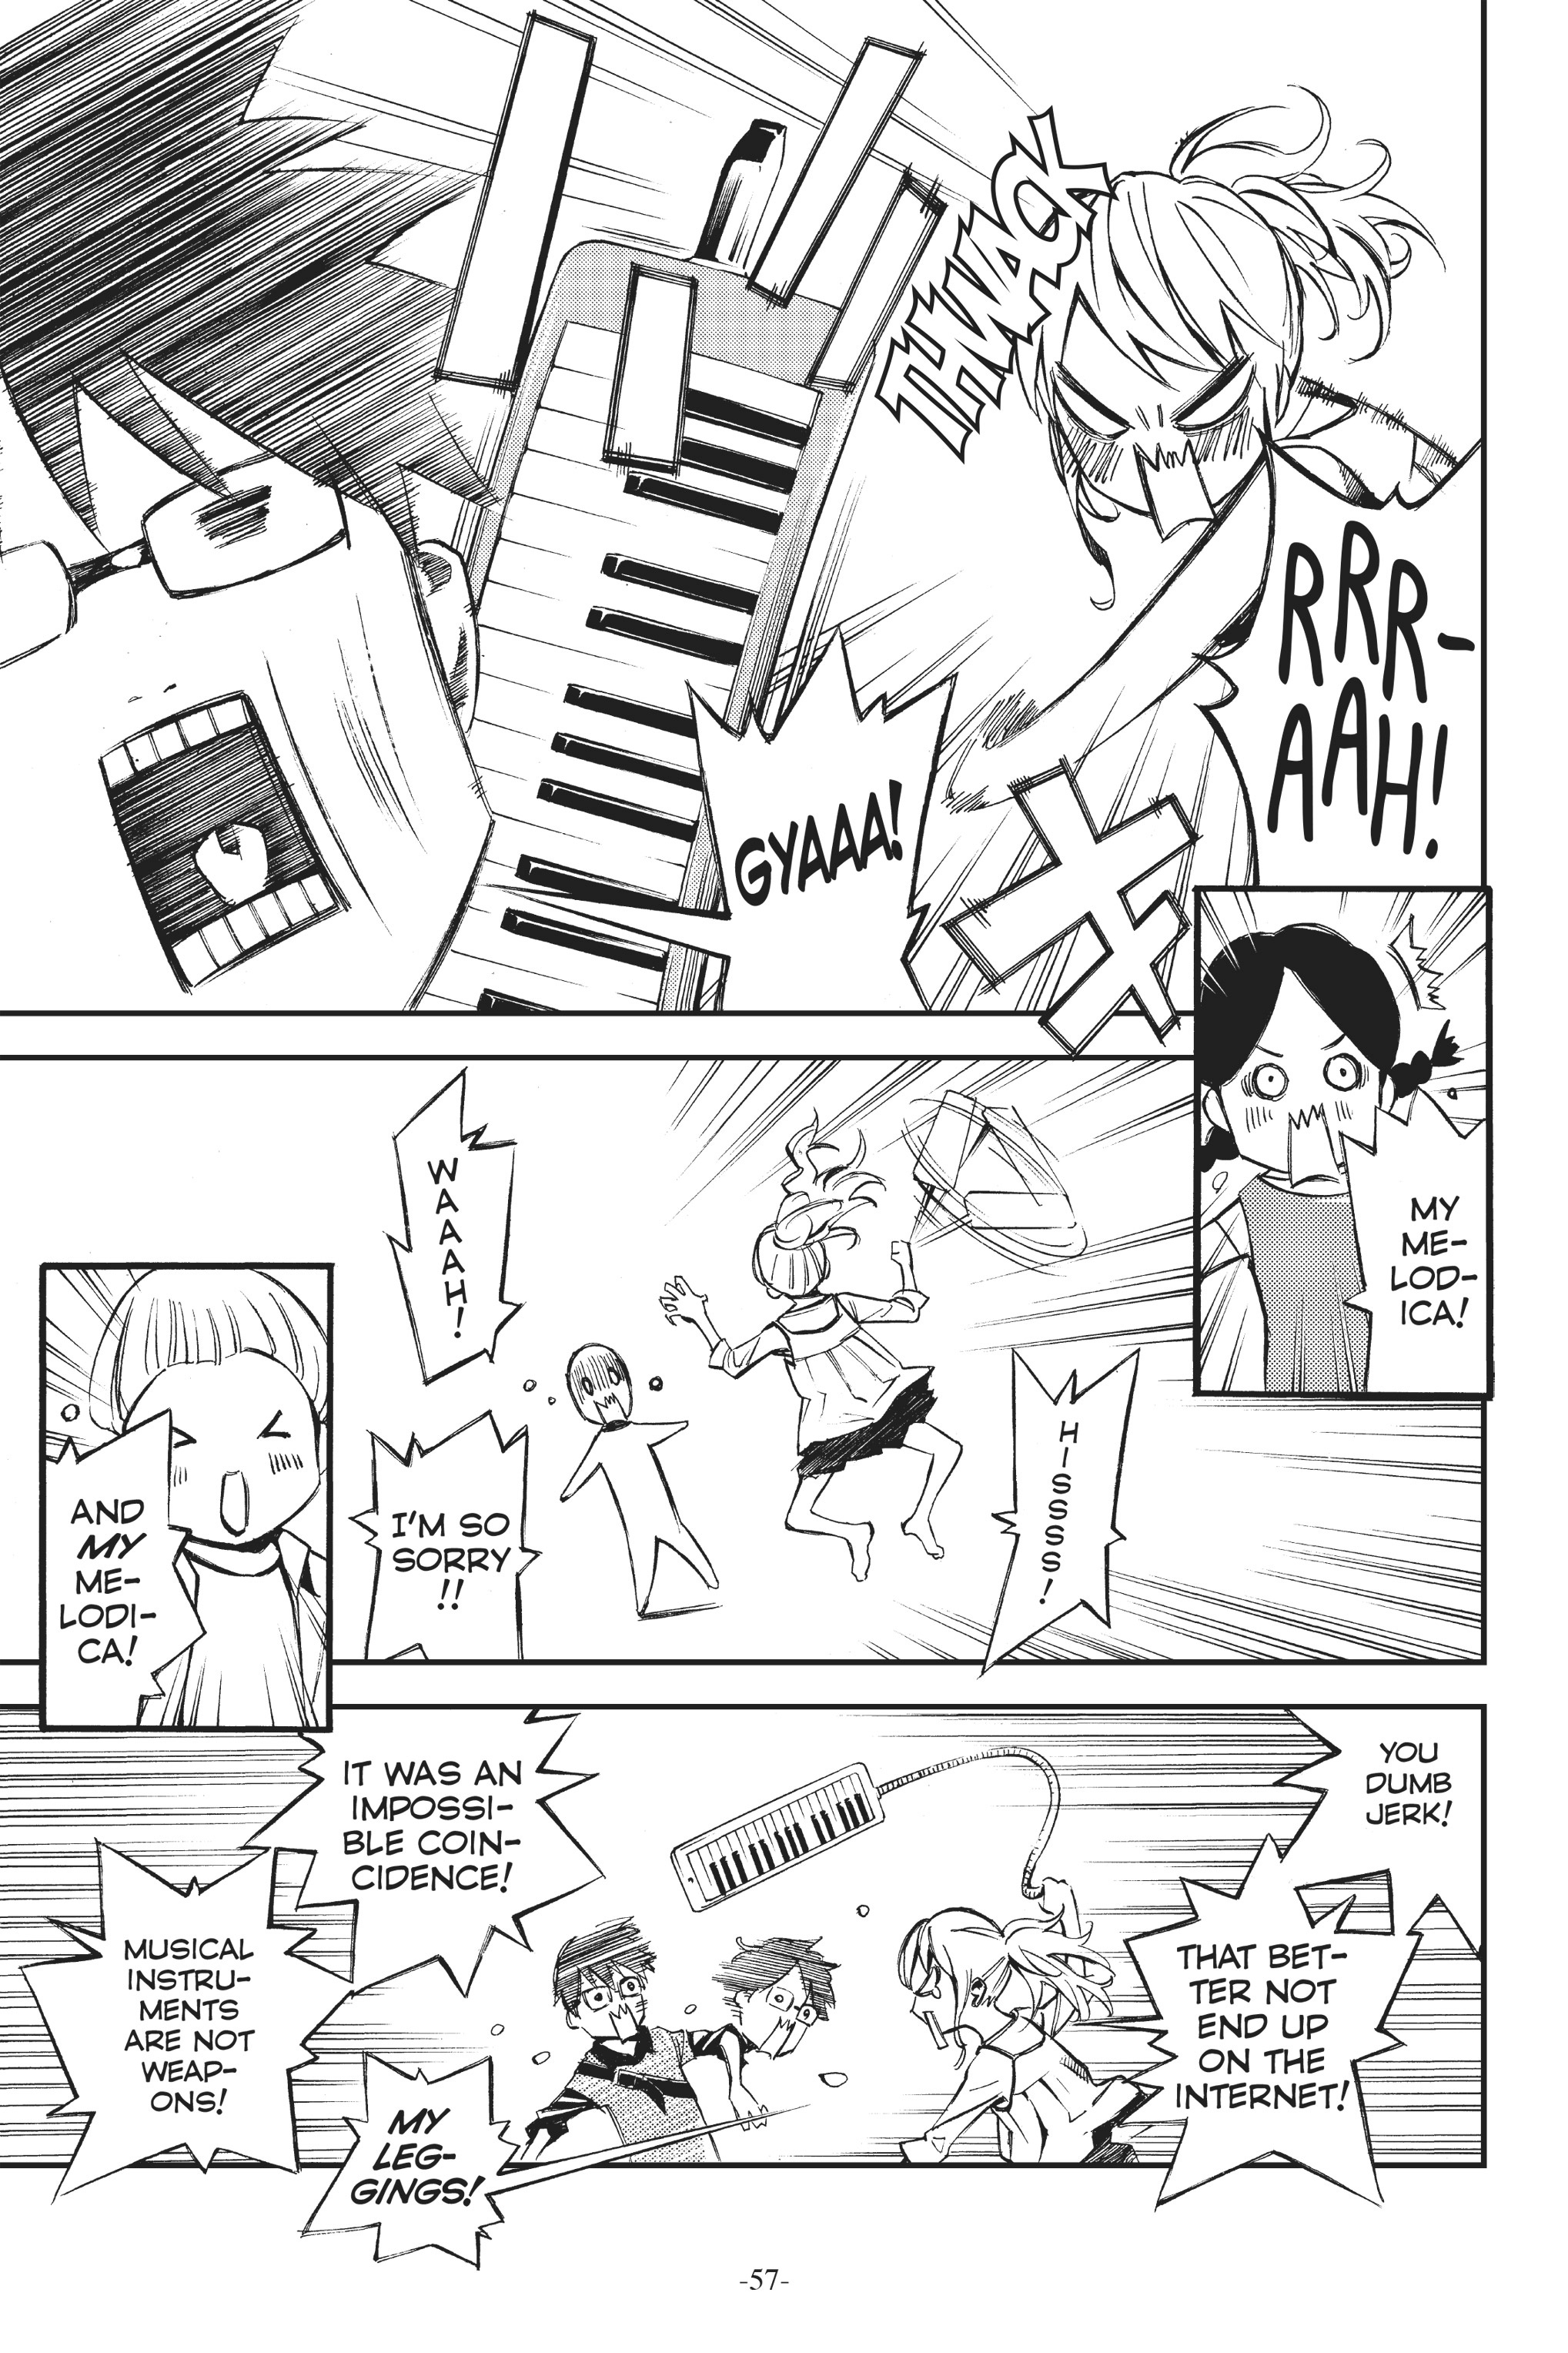 THWACK
RRR-
AAH!
GYAAA!
キ
MY
ME-
LOD-
ICA!
HISSSS!
WAAAH!
I'M SO
SORRY
!!
AND
MY
ME-
LODI-
CA!
YOU
DUMB
JERK!
THAT BET-
TER NOT
END UP
ON THE
INTERNET!
IT WAS AN
IMPOSSI-
BLE COIN-
CIDENCE!
MY
LEG-
GINGS!
MUSICAL
INSTRU-
MENTS
ARE NOT
WEAP-
ONS!
-57-